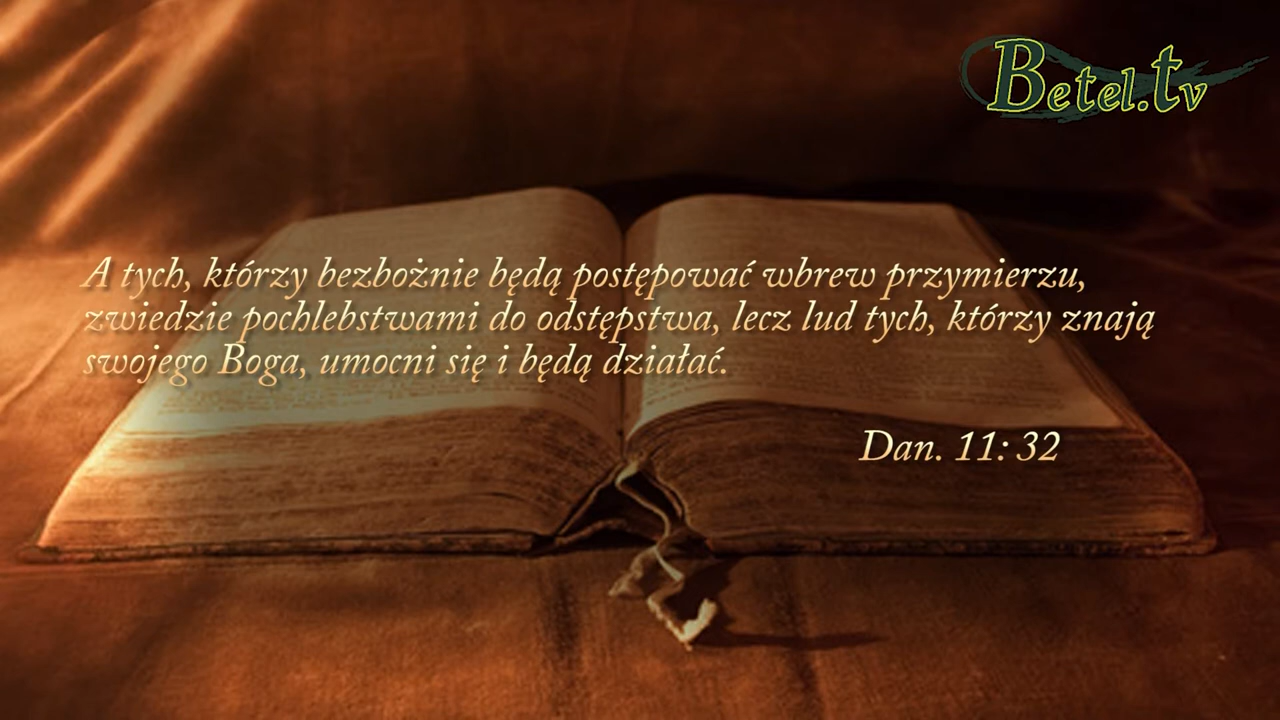 Betel.tv
A tych, którzy bezbożnie będą postępować wbrew przymierzu,
zwiedzie pochlebstwami do odstępstwa, lecz lud tych, którzy znają
swojego Boga, umocni się i będą działać.
Dan. 11: 32